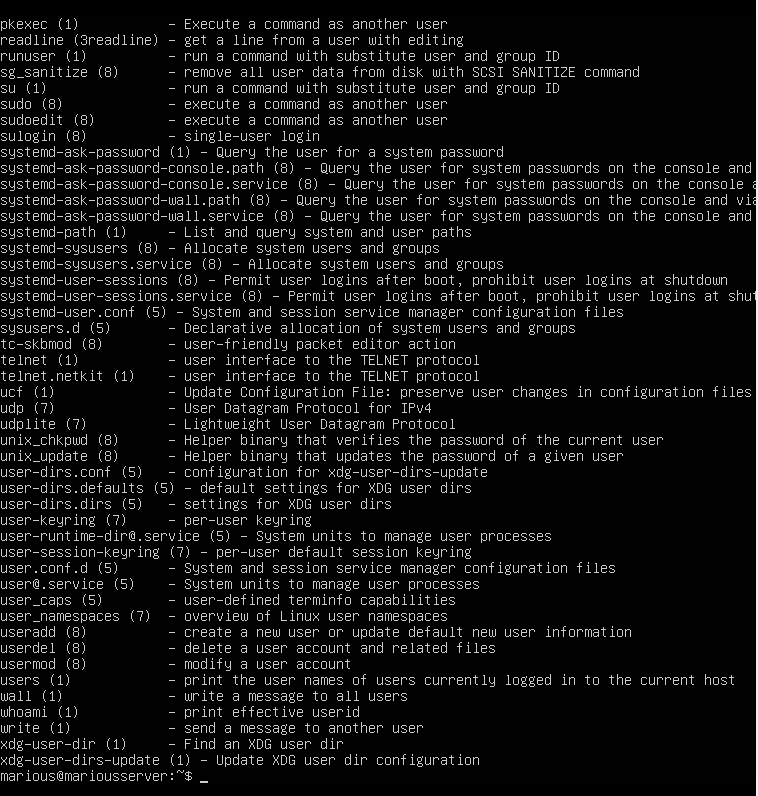 pkexec (1)           - Execute a command as another user
readline (3readline) - get a line from a user with editing
runuser (1)          - run a command with substitute user and group ID
sg_sanitize (8)      - remove all user data from disk with SCSI SANITIZE command
su (1)               - run a command with substitute user and group ID
sudo (8)             - execute a command as another user
sudoedit (8)         - execute a command as another user
sulogin (8)          - single-user login
systemd-ask-password (1) - Query the user for a system password
systemd-ask-password-console.path (8) - Query the user for system passwords on the console and
systemd-ask-password-console.service (8) - Query the user for system passwords on the console a
systemd-ask-password-wall.path (8) - Query the user for system passwords on the console and via
systemd-ask-password-wall.service (8) - Query the user for system passwords on the console and
systemd-path (1)     - List and query system and user paths
systemd-sysusers (8) - Allocate system users and groups
systemd-sysusers.service (8) - Allocate system users and groups
systemd-user-sessions (8) - Permit user logins after boot, prohibit user logins at shutdown
systemd-user-sessions.service (8) - Permit user logins after boot, prohibit user logins at shut
systemd-user.conf (5) - System and session service manager configuration files
sysusers.d (5)       - Declarative allocation of system users and groups
tc-skbmod (8)        - user-friendly packet editor action
telnet (1)           - user interface to the TELNET protocol
telnet.netkit (1)    - user interface to the TELNET protocol
ucf (1)              - Update Configuration File: preserve user changes in configuration files
udp (7)              - User Datagram Protocol for IPv4
udplite (7)          - Lightweight User Datagram Protocol
unix_chkpwd (8)      - Helper binary that verifies the password of the current user
unix_update (8)      - Helper binary that updates the password of a given user
user-dirs.conf (5)   - configuration for xdg-user-dirs-update
user-dirs.defaults (5) - default settings for XDG user dirs
user-dirs.dirs (5)   - settings for XDG user dirs
user-keyring (7)     - per-user keyring
user-runtime-dir@.service (5) - System units to manage user processes
user-session-keyring (7) - per-user default session keyring
user.conf.d (5)      - System and session service manager configuration files
user@.service (5)    - System units to manage user processes
user_caps (5)        - user-defined terminfo capabilities
user_namespaces (7)  - overview of Linux user namespaces
useradd (8)          - create a new user or update default new user information
userdel (8)          - delete a user account and related files
usermod (8)          - modify a user account
users (1)            - print the user names of users currently logged in to the current host
wall (1)             - write a message to all users
whoami (1)           - print effective userid
write (1)            - send a message to another user
xdg-user-dir (1)     - Find an XDG user dir
xdg-user-dirs-update (1) - Update XDG user dir configuration
marious@mariousserver:~$ _